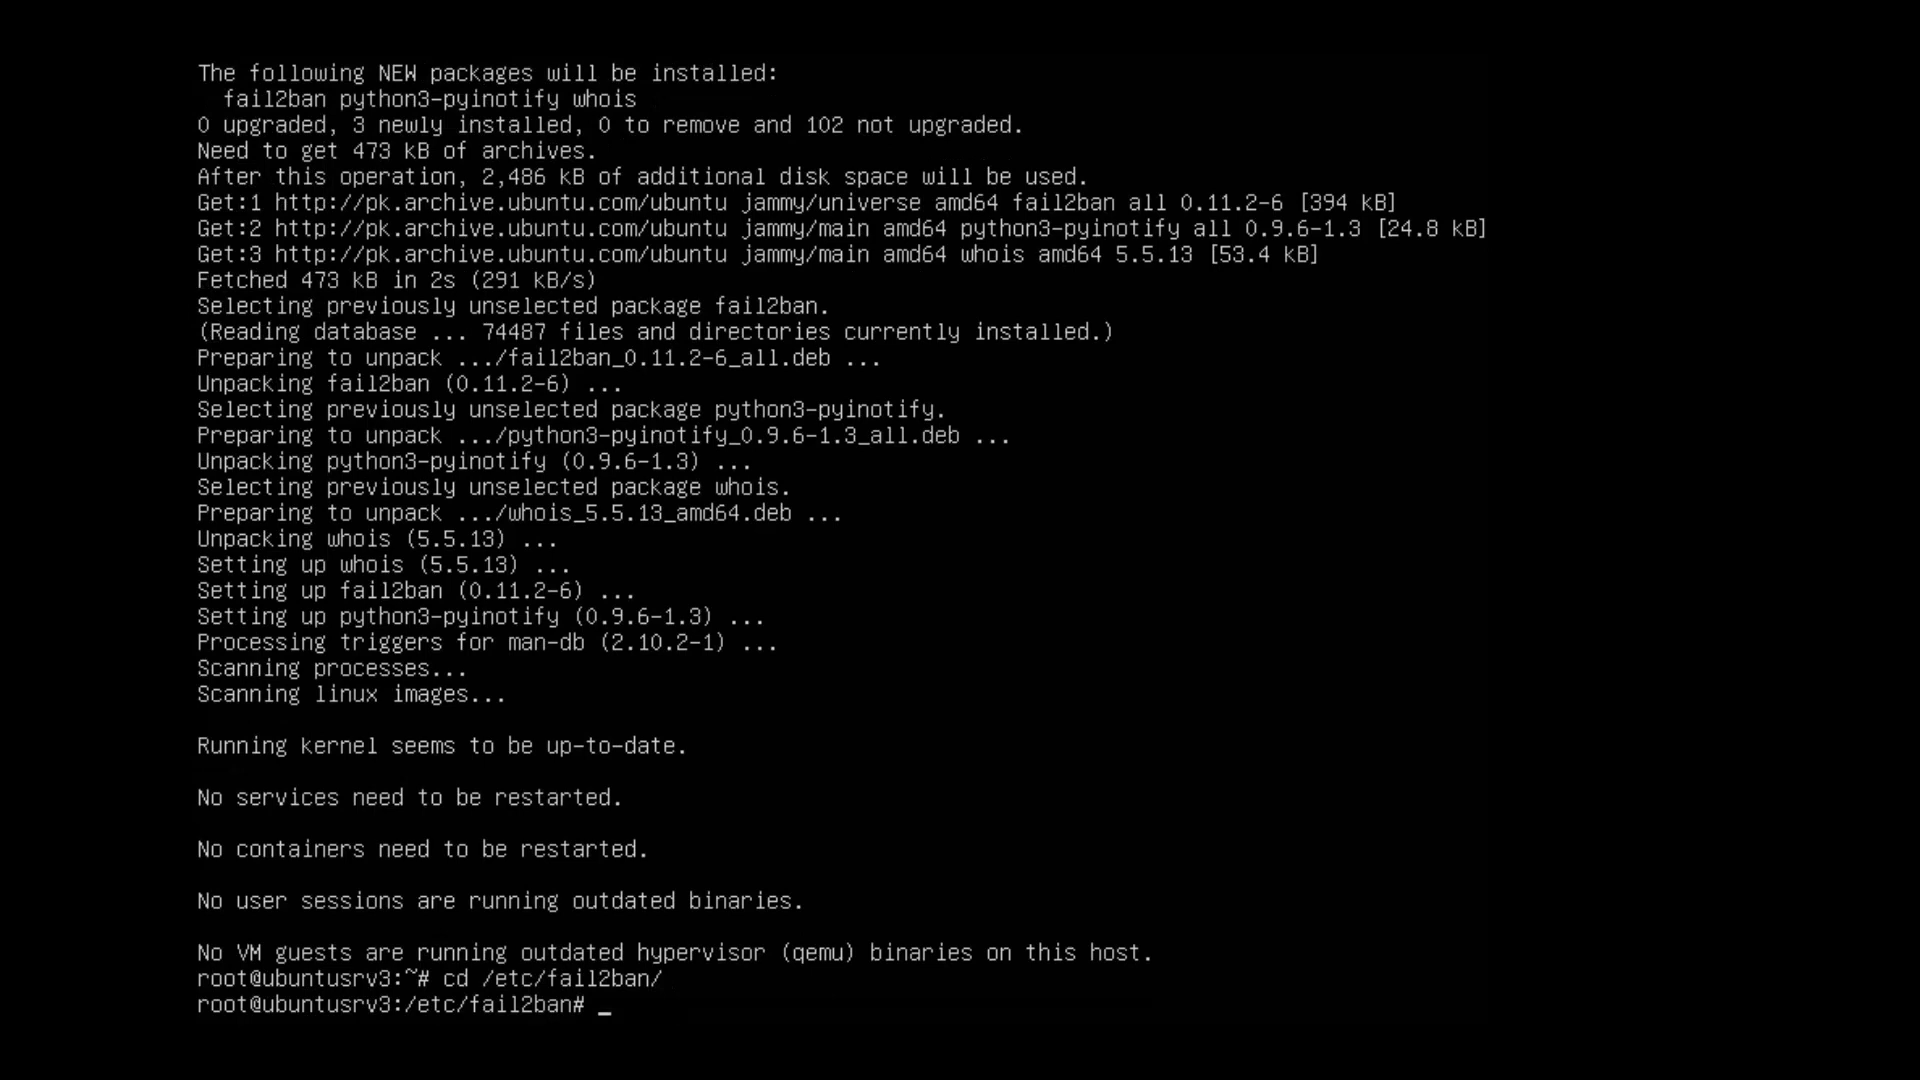 The following NEW packages will be installed:
  fail2ban python3-pyinotify whois
0 upgraded, 3 newly installed, 0 to remove and 102 not upgraded.
Need to get 473 kB of archives.
After this operation, 2,486 kB of additional disk space will be used.
Get:1 http://pk.archive.ubuntu.com/ubuntu jammy/universe amd64 fail2ban all 0.11.2-6 [394 kB]
Get:2 http://pk.archive.ubuntu.com/ubuntu jammy/main amd64 python3-pyinotify all 0.9.6-1.3 [24.8 kB]
Get:3 http://pk.archive.ubuntu.com/ubuntu jammy/main amd64 whois amd64 5.5.13 [53.4 kB]
Fetched 473 kB in 2s (291 kB/s)
Selecting previously unselected package fail2ban.
(Reading database ... 74487 files and directories currently installed.)
Preparing to unpack .../fail2ban_0.11.2-6_all.deb ...
Unpacking fail2ban (0.11.2-6) ...
Selecting previously unselected package python3-pyinotify.
Preparing to unpack .../python3-pyinotify_0.9.6-1.3_all.deb ...
Unpacking python3-pyinotify (0.9.6-1.3) ...
Selecting previously unselected package whois.
Preparing to unpack .../whois_5.5.13_amd64.deb ...
Unpacking whois (5.5.13) ...
Setting up whois (5.5.13) ...
Setting up fail2ban (0.11.2-6) ...
Setting up python3-pyinotify (0.9.6-1.3) ...
Processing triggers for man-db (2.10.2-1) ...
Scanning processes...
Scanning linux images...

Running kernel seems to be up-to-date.

No services need to be restarted.

No containers need to be restarted.

No user sessions are running outdated binaries.

No VM guests are running outdated hypervisor (qemu) binaries on this host.
root@ubuntusrv3:~# cd /etc/fail2ban/
root@ubuntusrv3:/etc/fail2ban# _